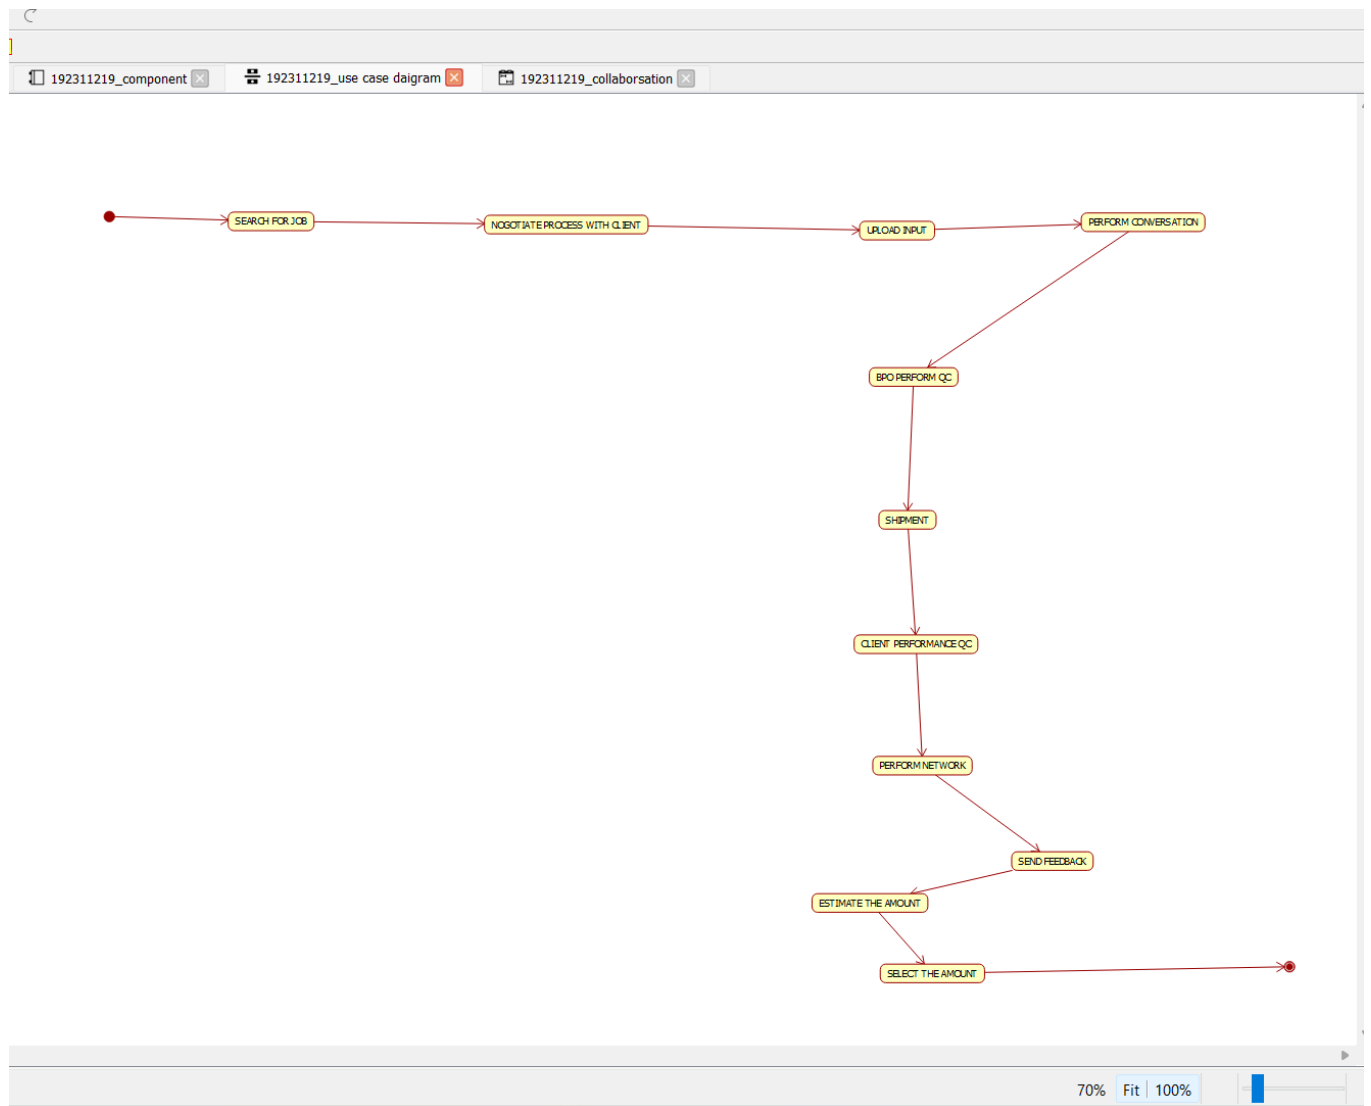 192311219_component
192311219_use case daigram
192311219_collaborsation
SEARCH FOR JOB
NOGOTIATE PROCESS WITH CLIENT
UPLOAD INPUT
PERFORM CONVERSATION
BPO PERFORM QC
SHIPMENT
CLIENT PERFORMANCE QC
PERFORM NETWORK
SEND FEEDBACK
ESTIMATE THE AMOUNT
SELECT THE AMOUNT
70% Fit 100%